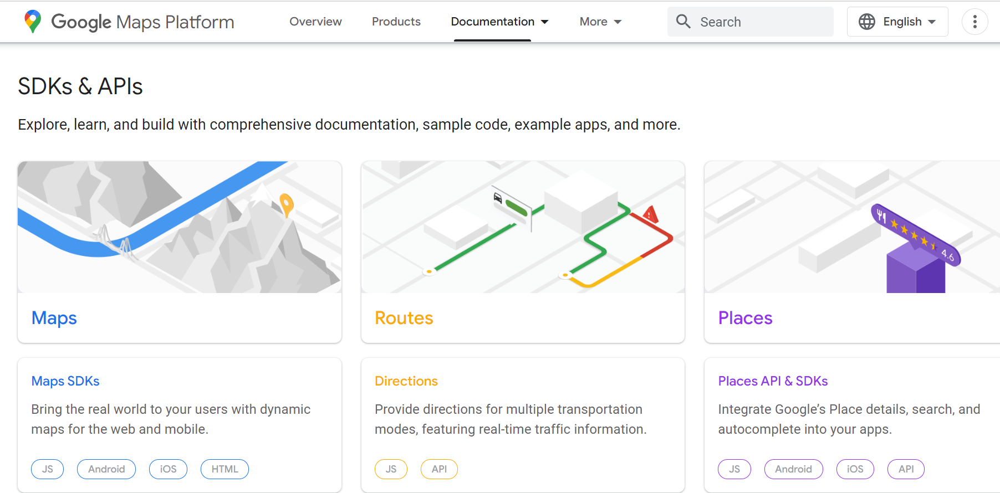 Google Maps Platform
Overview
Products
Documentation
More
Search
English
SDKs & APIs
Explore, learn, and build with comprehensive documentation, sample code, example apps, and more.
4.6
Maps
Routes
Places
Maps SDKs
Bring the real world to your users with dynamic
maps for the web and mobile.
JS
Android
iOS
HTML
Directions
Provide directions for multiple transportation
modes, featuring real-time traffic information.
JS
API
Places API & SDKs
Integrate Google’s Place details, search, and
autocomplete into your apps.
JS
Android
iOS
API